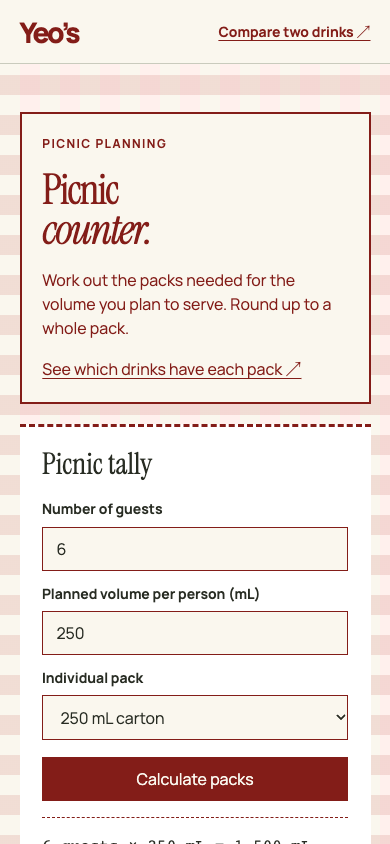 Yeo's
Compare two drinks ↗
PICNIC PLANNING
Picnic
counter.
Work out the packs needed for the
volume you plan to serve. Round up to a
whole pack.
See which drinks have each pack ↗
Picnic tally
Number of guests
6
Planned volume per person (mL)
250
Individual pack
250 mL carton
Calculate packs